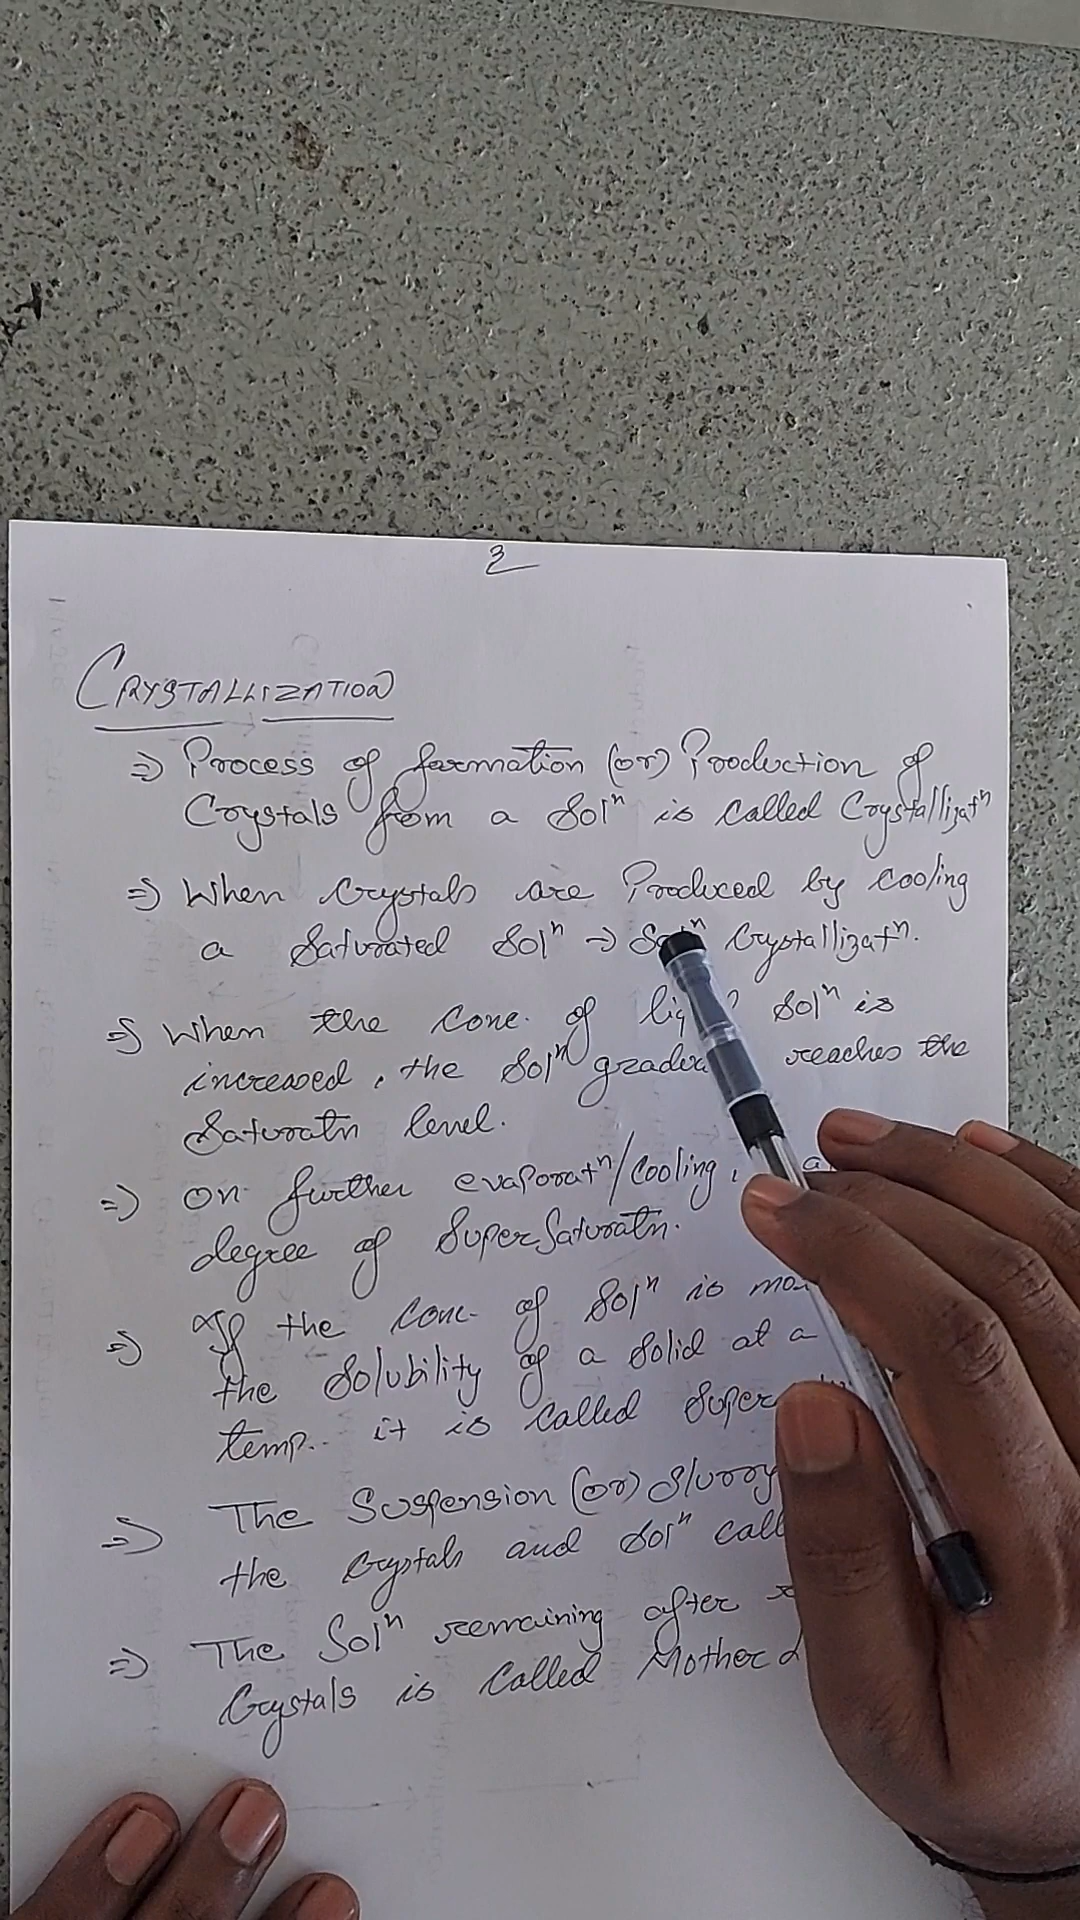 3
CRYSTALLIZATION
⇒ Process of formation (or) Production of
Crystals from a Solⁿ is called Crystallizatⁿ
⇒ When Crystals are Produced by cooling
a Saturated Solⁿ → Solⁿ Crystallizatⁿ.
⇒ When the conc. of Solⁿ is
increased, the Solⁿ reaches the
Saturatn level.
⇒ on further evaporatⁿ/cooling, a
degree of SuperSaturatn.
⇒ If the conc. of Solⁿ is
the Solubility of a Solid at a
temp.. it is called Super
⇒ The Suspension (or) Slurry
the Crystals and Solⁿ
⇒ The Solⁿ remaining after
Crystals is called Mother